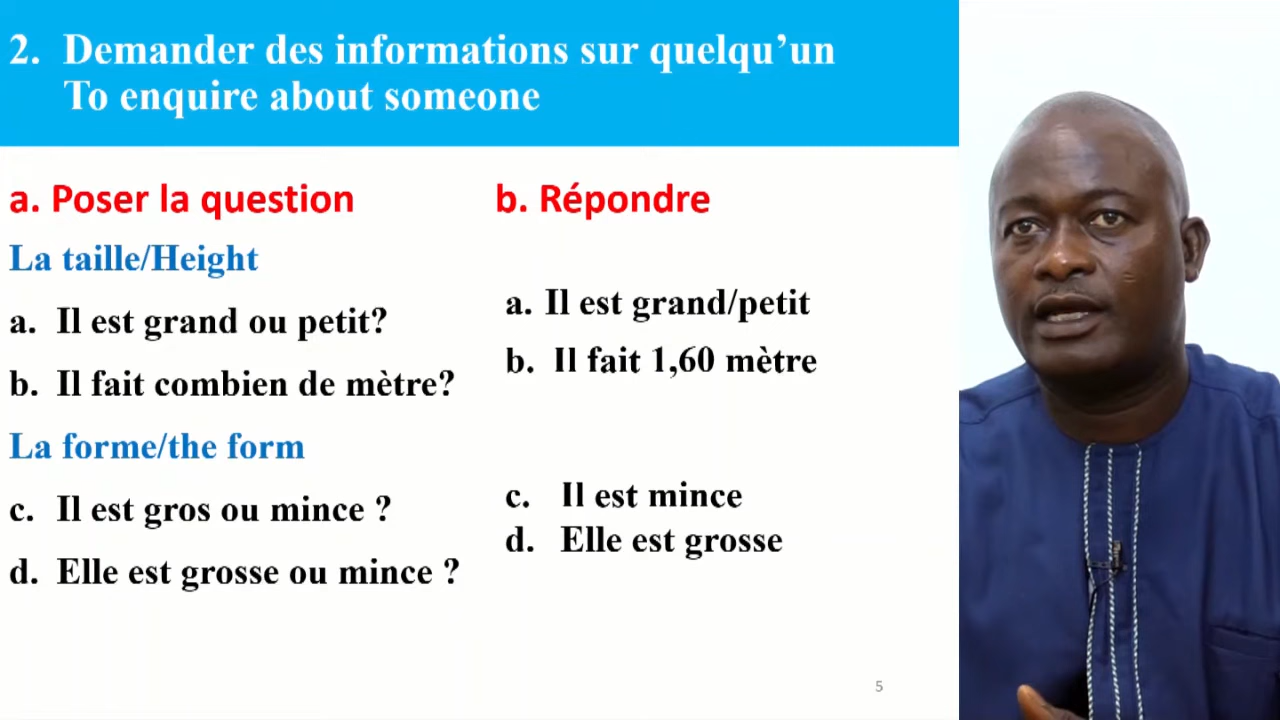 2. Demander des informations sur quelqu’un
To enquire about someone
a. Poser la question
La taille/Height
a. Il est grand ou petit?
b. Il fait combien de mètre?
La forme/the form
c. Il est gros ou mince ?
d. Elle est grosse ou mince ?
b. Répondre
a. Il est grand/petit
b. Il fait 1,60 mètre
c. Il est mince
d. Elle est grosse
5